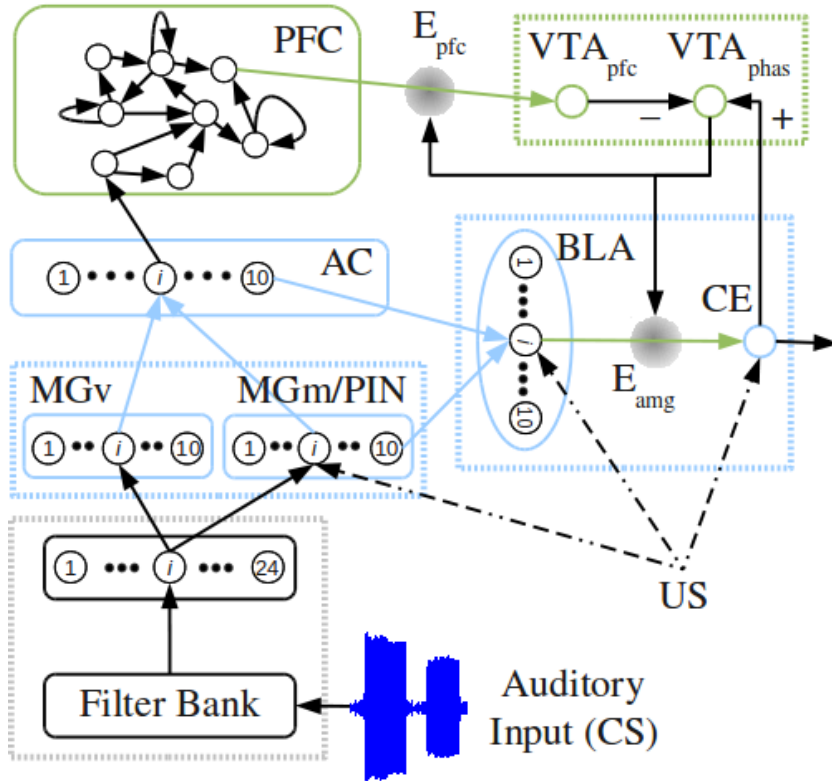 PFC
E_pfc
VTA_pfc
VTA_phas
−
+
AC
1 i 10
BLA
1
i
10
CE
E_amg
MGv
MGm/PIN
1 i 10
1 i 10
1 i 24
US
Filter Bank
Auditory
Input (CS)